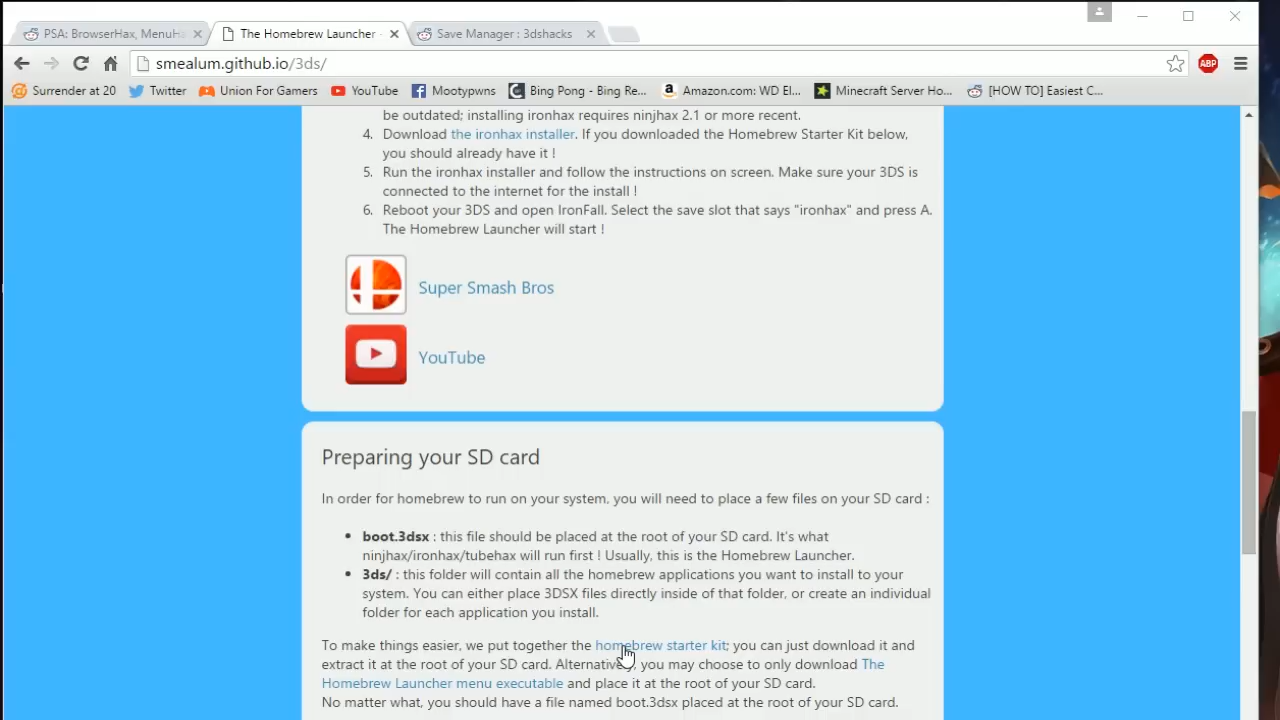 PSA: BrowserHax, MenuHa
The Homebrew Launcher -
Save Manager : 3dshacks
smealum.github.io/3ds/
ABP
Surrender at 20
Twitter
Union For Gamers
YouTube
Mootypwns
Bing Pong - Bing Re...
Amazon.com: WD El...
Minecraft Server Ho...
[HOW TO] Easiest C...
be outdated; installing ironhax requires ninjhax 2.1 or more recent.
4. Download the ironhax installer. If you downloaded the Homebrew Starter Kit below,
you should already have it !
5. Run the ironhax installer and follow the instructions on screen. Make sure your 3DS is
connected to the internet for the install !
6. Reboot your 3DS and open IronFall. Select the save slot that says "ironhax" and press A.
The Homebrew Launcher will start !
Super Smash Bros
YouTube
Preparing your SD card
In order for homebrew to run on your system, you will need to place a few files on your SD card :
• boot.3dsx : this file should be placed at the root of your SD card. It's what
ninjhax/ironhax/tubehax will run first ! Usually, this is the Homebrew Launcher.
• 3ds/ : this folder will contain all the homebrew applications you want to install to your
system. You can either place 3DSX files directly inside of that folder, or create an individual
folder for each application you install.
To make things easier, we put together the homebrew starter kit; you can just download it and
extract it at the root of your SD card. Alternatively, you may choose to only download The
Homebrew Launcher menu executable and place it at the root of your SD card.
No matter what, you should have a file named boot.3dsx placed at the root of your SD card.